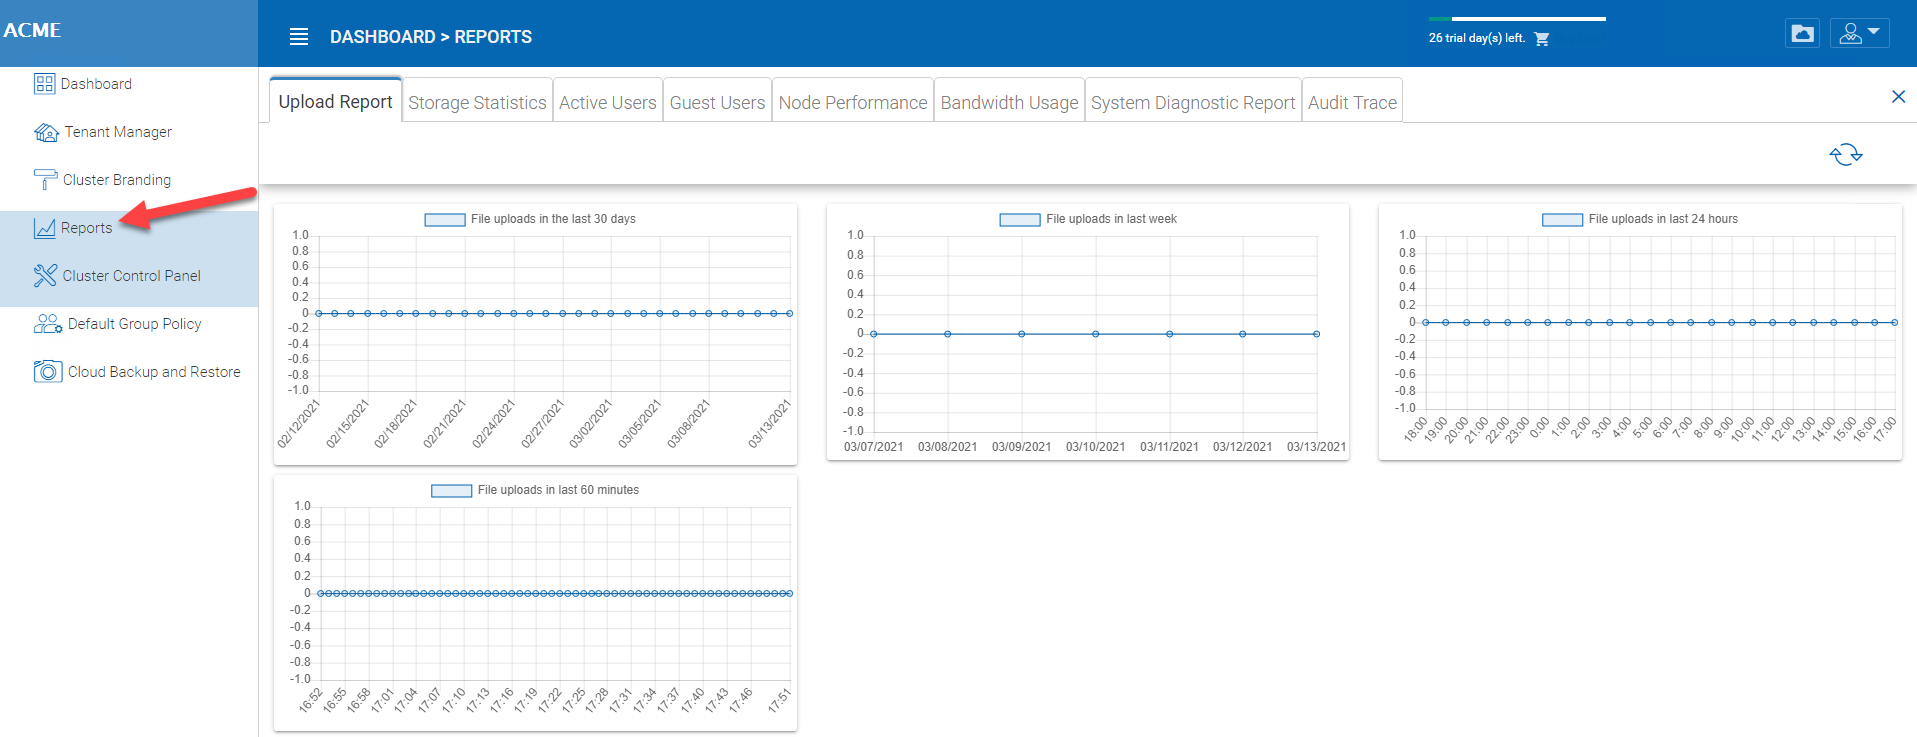 ACME
DASHBOARD > REPORTS
26 trial day(s) left.
Dashboard
Tenant Manager
Cluster Branding
Reports
Cluster Control Panel
Default Group Policy
Cloud Backup and Restore
Upload Report Storage Statistics Active Users Guest Users Node Performance Bandwidth Usage System Diagnostic Report Audit Trace
File uploads in the last 30 days
1.0
0.8
0.6
0.4
0.2
0
-0.2
-0.4
-0.6
-0.8
-1.0
02/12/2021 02/15/2021 02/18/2021 02/21/2021 02/24/2021 02/27/2021 03/02/2021 03/05/2021 03/08/2021 03/13/2021
File uploads in last week
1.0
0.8
0.6
0.4
0.2
0
-0.2
-0.4
-0.6
-0.8
-1.0
03/07/2021 03/08/2021 03/09/2021 03/10/2021 03/11/2021 03/12/2021 03/13/2021
File uploads in last 24 hours
1.0
0.8
0.6
0.4
0.2
0
-0.2
-0.4
-0.6
-0.8
-1.0
18:00 19:00 20:00 21:00 22:00 23:00 0:00 1:00 2:00 3:00 4:00 5:00 6:00 7:00 8:00 9:00 10:00 11:00 12:00 13:00 14:00 15:00 16:00 17:00
File uploads in last 60 minutes
1.0
0.8
0.6
0.4
0.2
0
-0.2
-0.4
-0.6
-0.8
-1.0
16:52 16:55 16:58 17:01 17:04 17:07 17:10 17:13 17:16 17:19 17:22 17:25 17:28 17:31 17:34 17:37 17:40 17:43 17:46 17:51